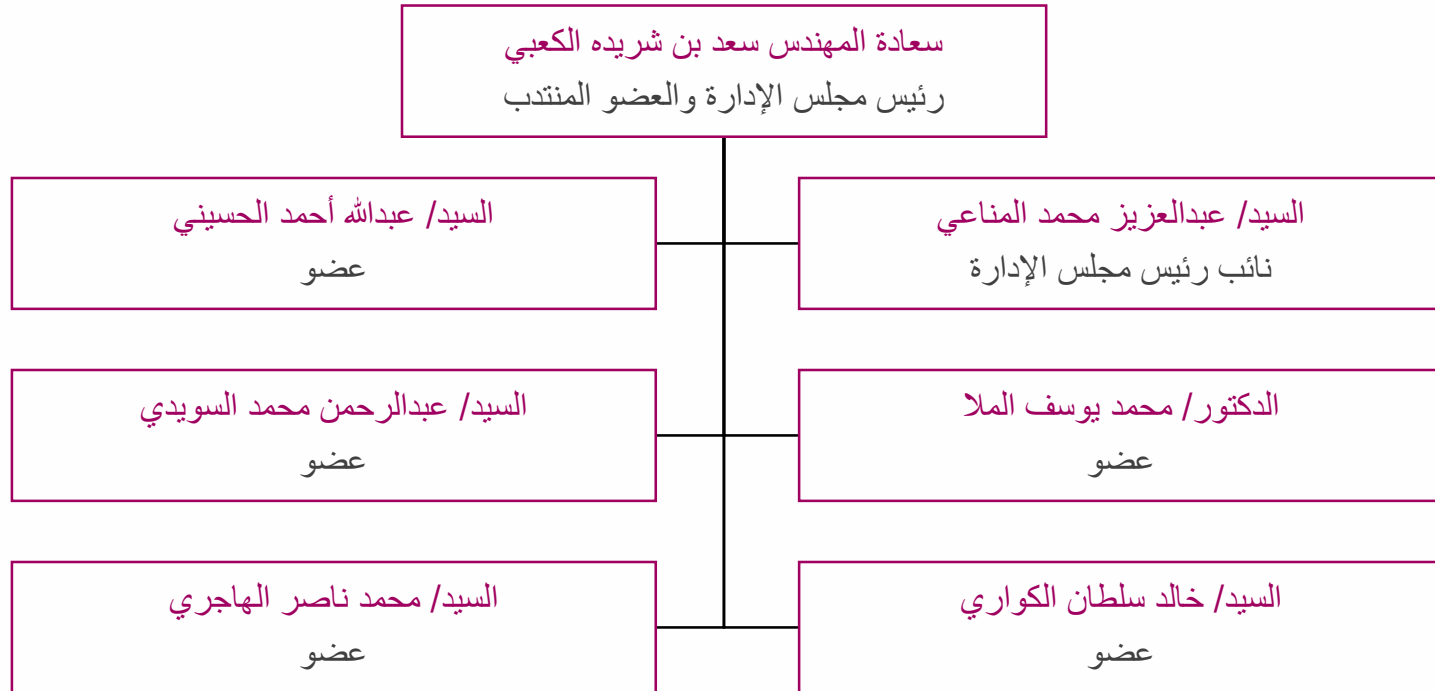 سعادة المهندس سعد بن شريده الكعبي
رئيس مجلس الإدارة والعضو المنتدب
السيد/ عبدالعزيز محمد المناعي
نائب رئيس مجلس الإدارة
السيد/ عبدالله أحمد الحسيني
عضو
الدكتور/ محمد يوسف الملا
عضو
السيد/ عبدالرحمن محمد السويدي
عضو
السيد/ خالد سلطان الكواري
عضو
السيد/ محمد ناصر الهاجري
عضو